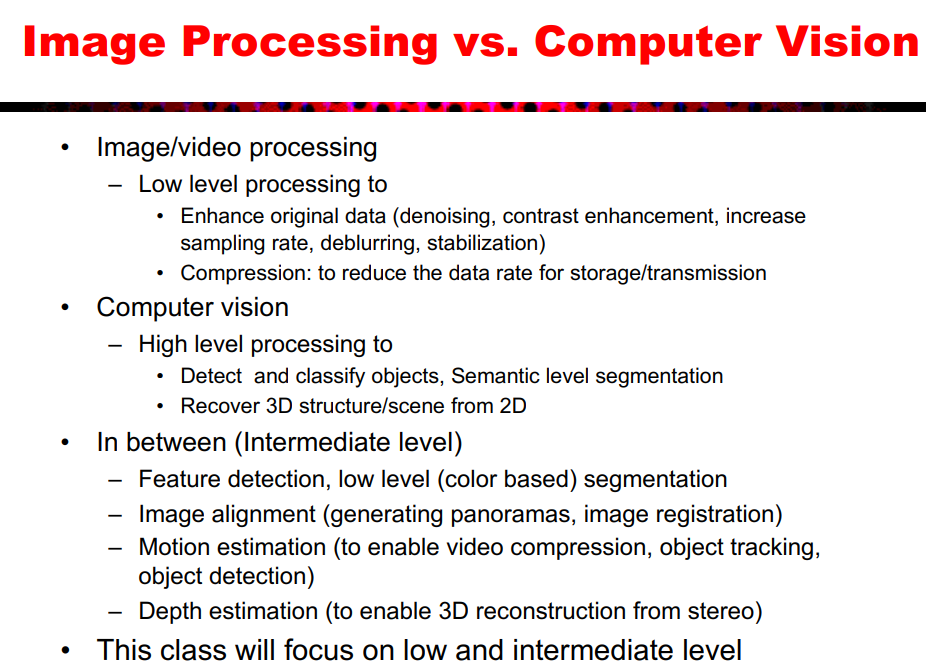 Image Processing vs. Computer Vision
• Image/video processing
– Low level processing to
• Enhance original data (denoising, contrast enhancement, increase
sampling rate, deblurring, stabilization)
• Compression: to reduce the data rate for storage/transmission
• Computer vision
– High level processing to
• Detect  and classify objects, Semantic level segmentation
• Recover 3D structure/scene from 2D
• In between (Intermediate level)
– Feature detection, low level (color based) segmentation
– Image alignment (generating panoramas, image registration)
– Motion estimation (to enable video compression, object tracking,
object detection)
– Depth estimation (to enable 3D reconstruction from stereo)
• This class will focus on low and intermediate level